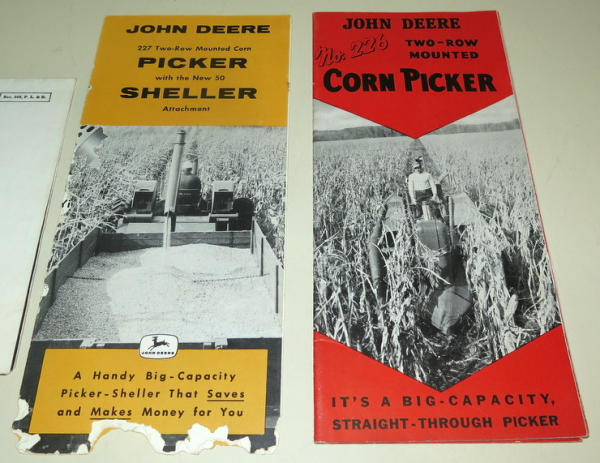 Sec. 562, P. L. & R.
JOHN DEERE
227 Two-Row Mounted Corn
PICKER
with the New 50
SHELLER
Attachment
JOHN DEERE
A Handy Big-Capacity
Picker-Sheller That Saves
and Makes Money for You
JOHN DEERE
No. 226
TWO-ROW
MOUNTED
CORN PICKER
IT'S A BIG-CAPACITY,
STRAIGHT-THROUGH PICKER